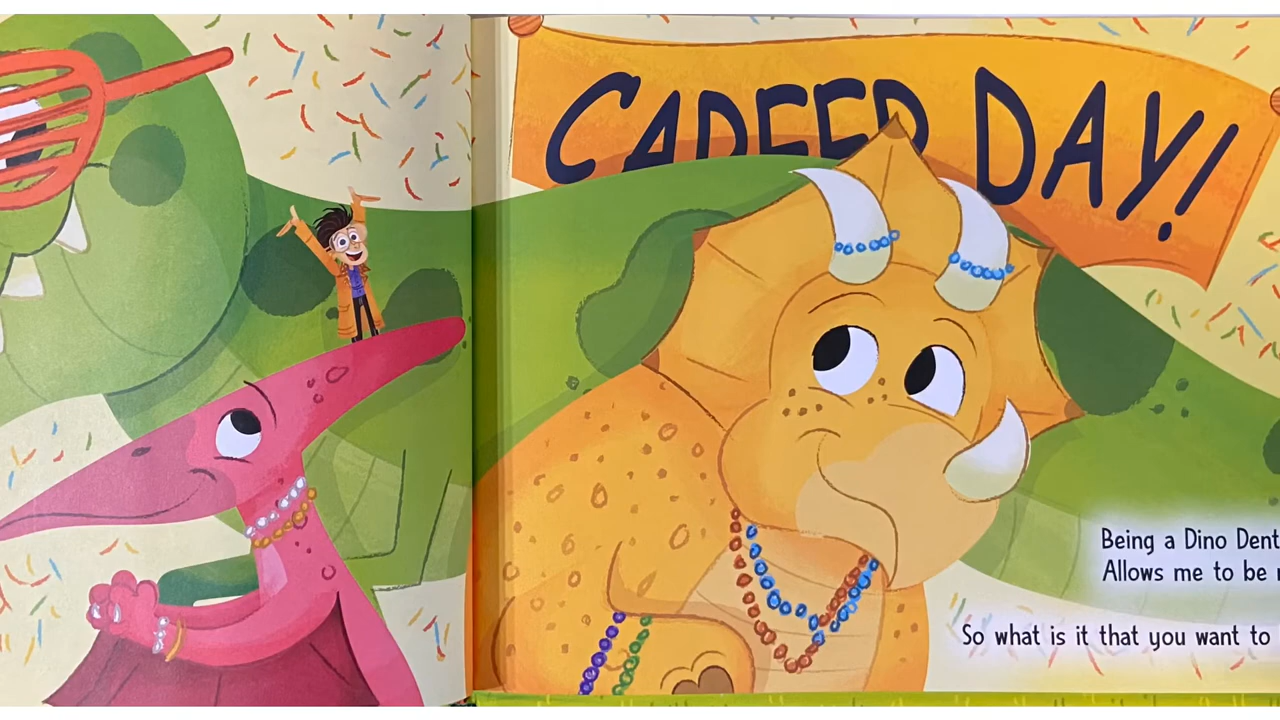 CAREER DAY!
Being a Dino Dent
Allows me to be
So what is it that you want to